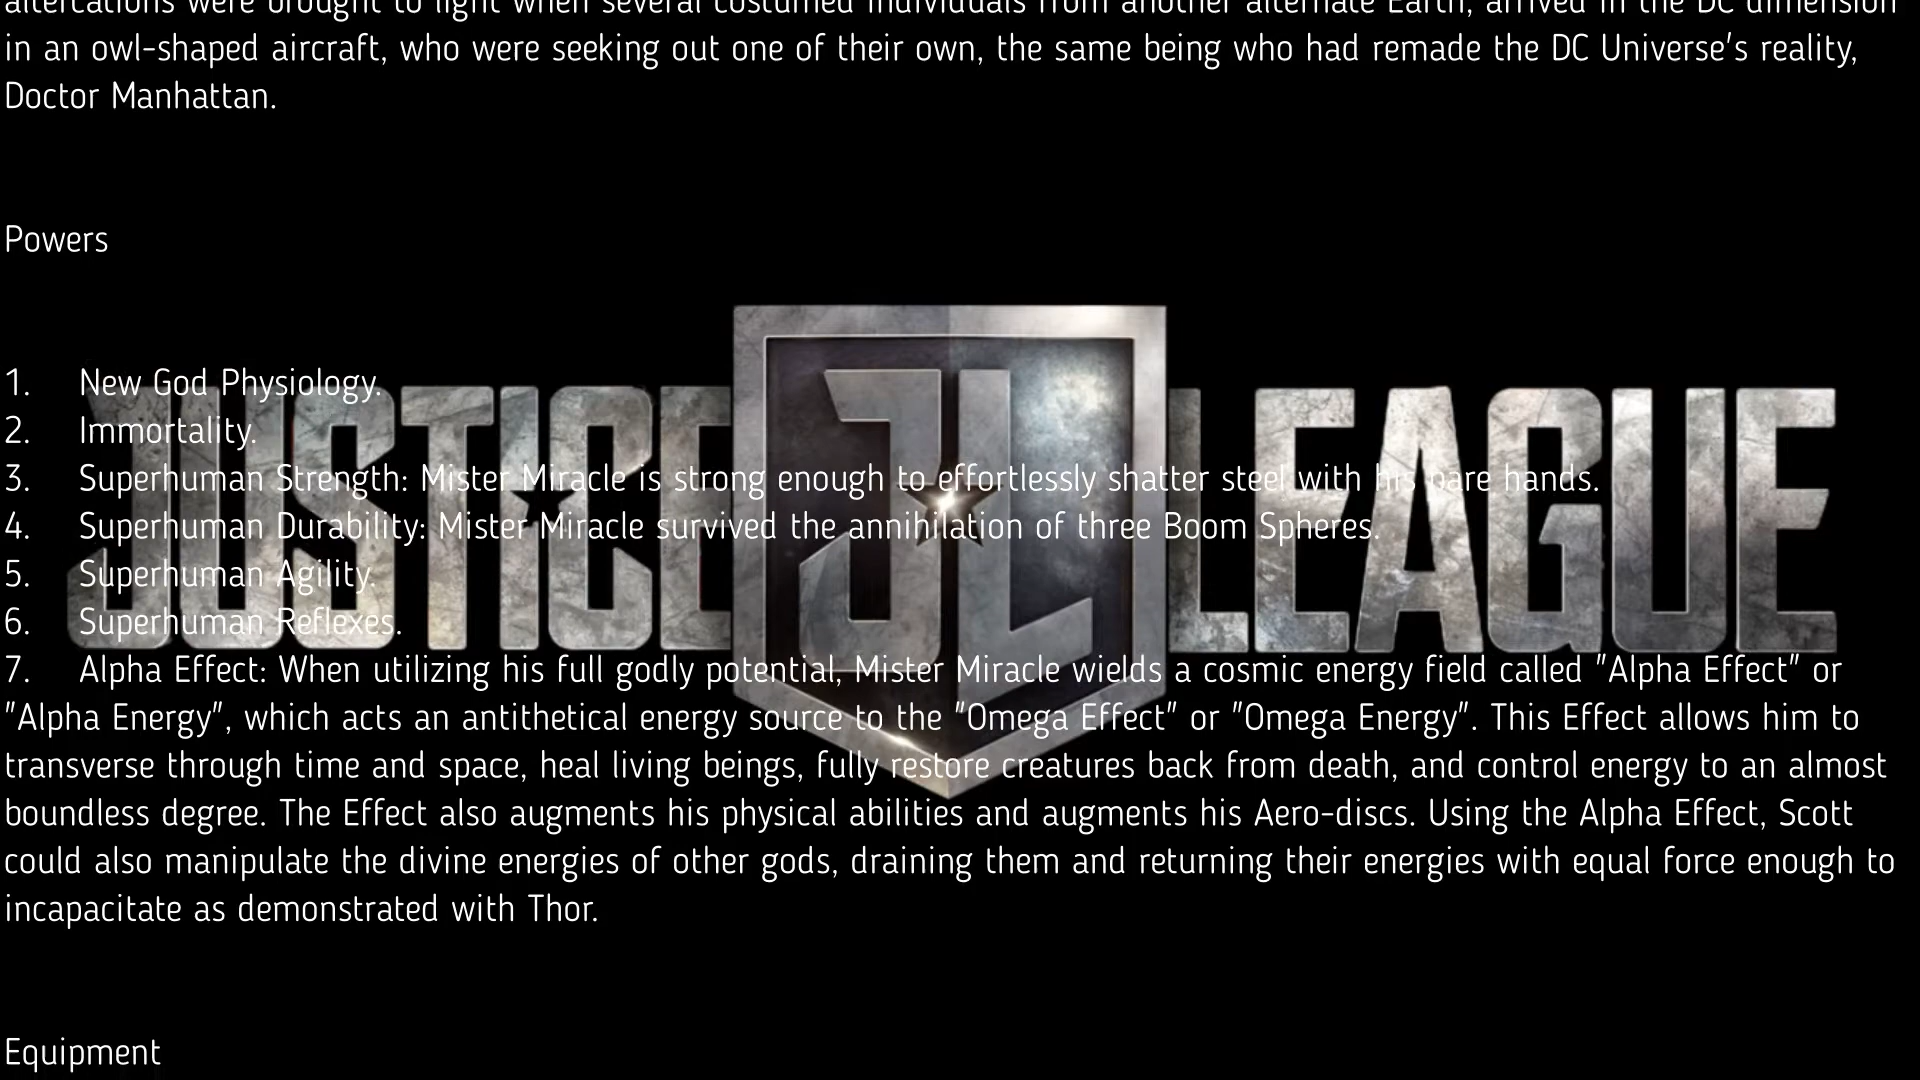 altercations were brought to light when several costumed individuals from another alternate Earth, arrived in the DC dimension
in an owl-shaped aircraft, who were seeking out one of their own, the same being who had remade the DC Universe's reality,
Doctor Manhattan.
Powers
1. New God Physiology.
2. Immortality.
3. Superhuman Strength: Mister Miracle is strong enough to effortlessly shatter steel with his bare hands.
4. Superhuman Durability: Mister Miracle survived the annihilation of three Boom Spheres.
5. Superhuman Agility.
6. Superhuman Reflexes.
7. Alpha Effect: When utilizing his full godly potential, Mister Miracle wields a cosmic energy field called "Alpha Effect" or
"Alpha Energy", which acts an antithetical energy source to the "Omega Effect" or "Omega Energy". This Effect allows him to
transverse through time and space, heal living beings, fully restore creatures back from death, and control energy to an almost
boundless degree. The Effect also augments his physical abilities and augments his Aero-discs. Using the Alpha Effect, Scott
could also manipulate the divine energies of other gods, draining them and returning their energies with equal force enough to
incapacitate as demonstrated with Thor.
Equipment
JUSTICE JL LEAGUE